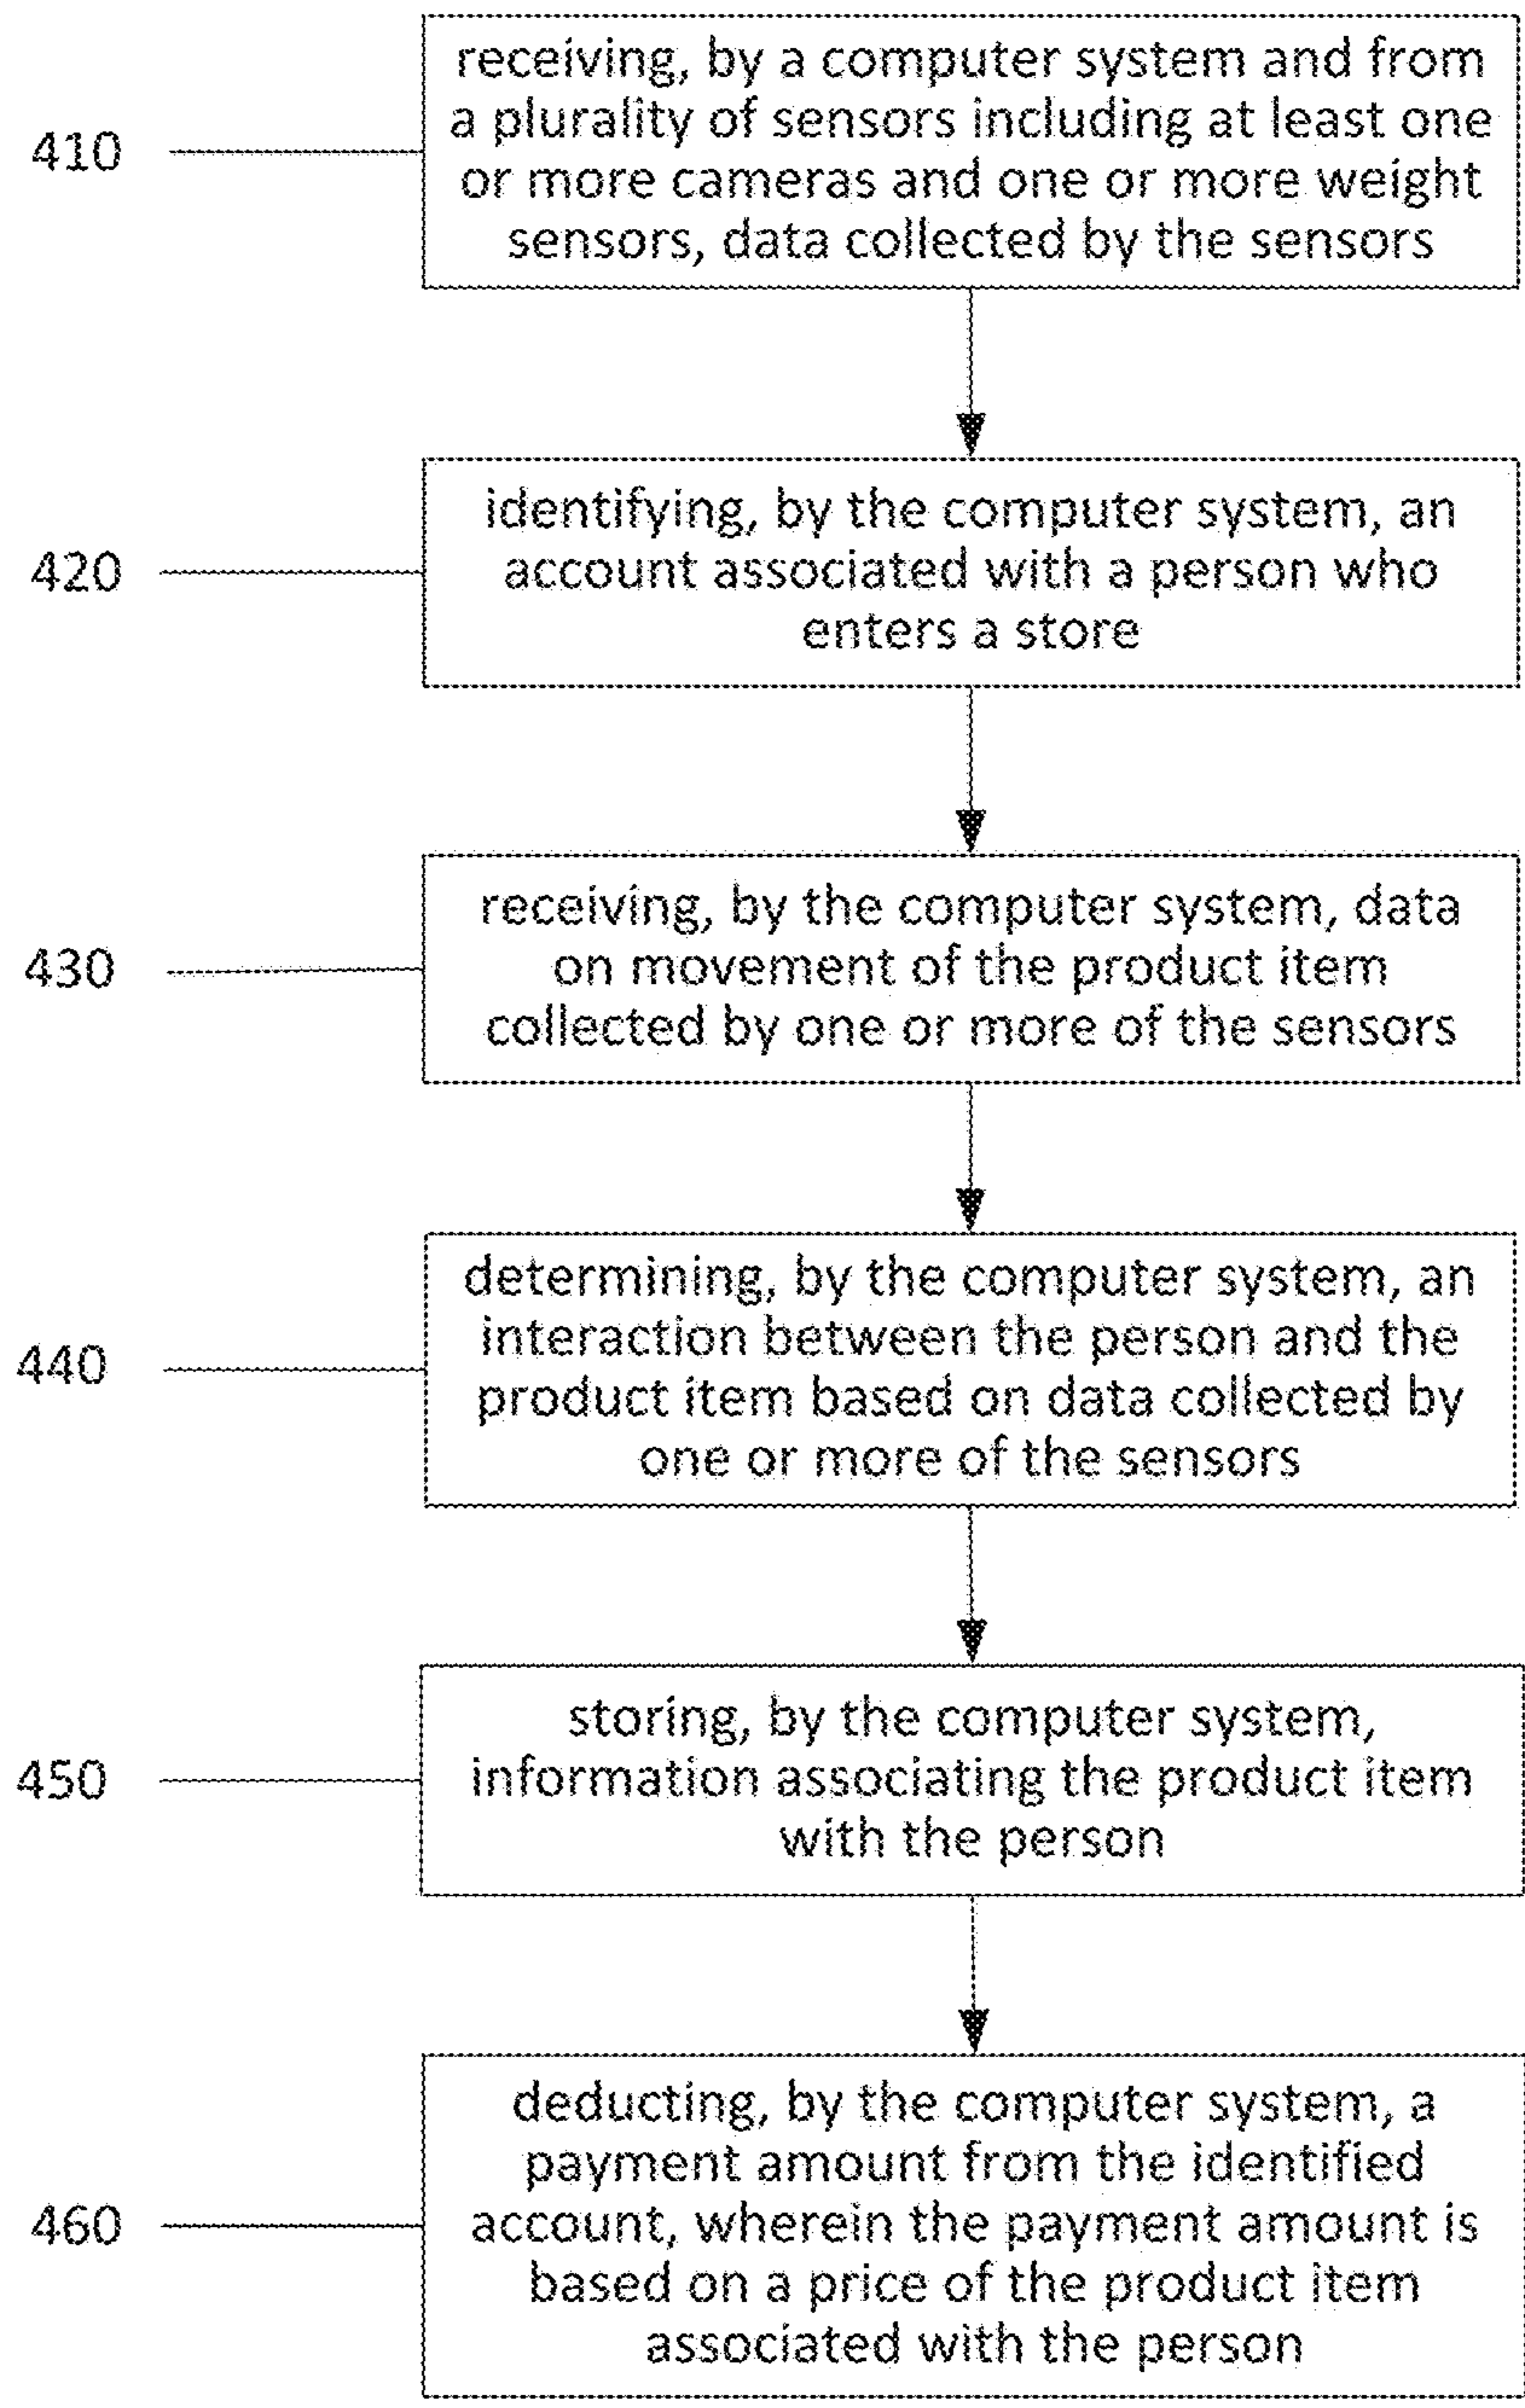 410
receiving, by a computer system and from
a plurality of sensors including at least one
or more cameras and one or more weight
sensors, data collected by the sensors
420
identifying, by the computer system, an
account associated with a person who
enters a store
430
receiving, by the computer system, data
on movement of the product item
collected by one or more of the sensors
440
determining, by the computer system, an
interaction between the person and the
product item based on data collected by
one or more of the sensors
450
storing, by the computer system,
information associating the product item
with the person
460
deducting, by the computer system, a
payment amount from the identified
account, wherein the payment amount is
based on a price of the product item
associated with the person